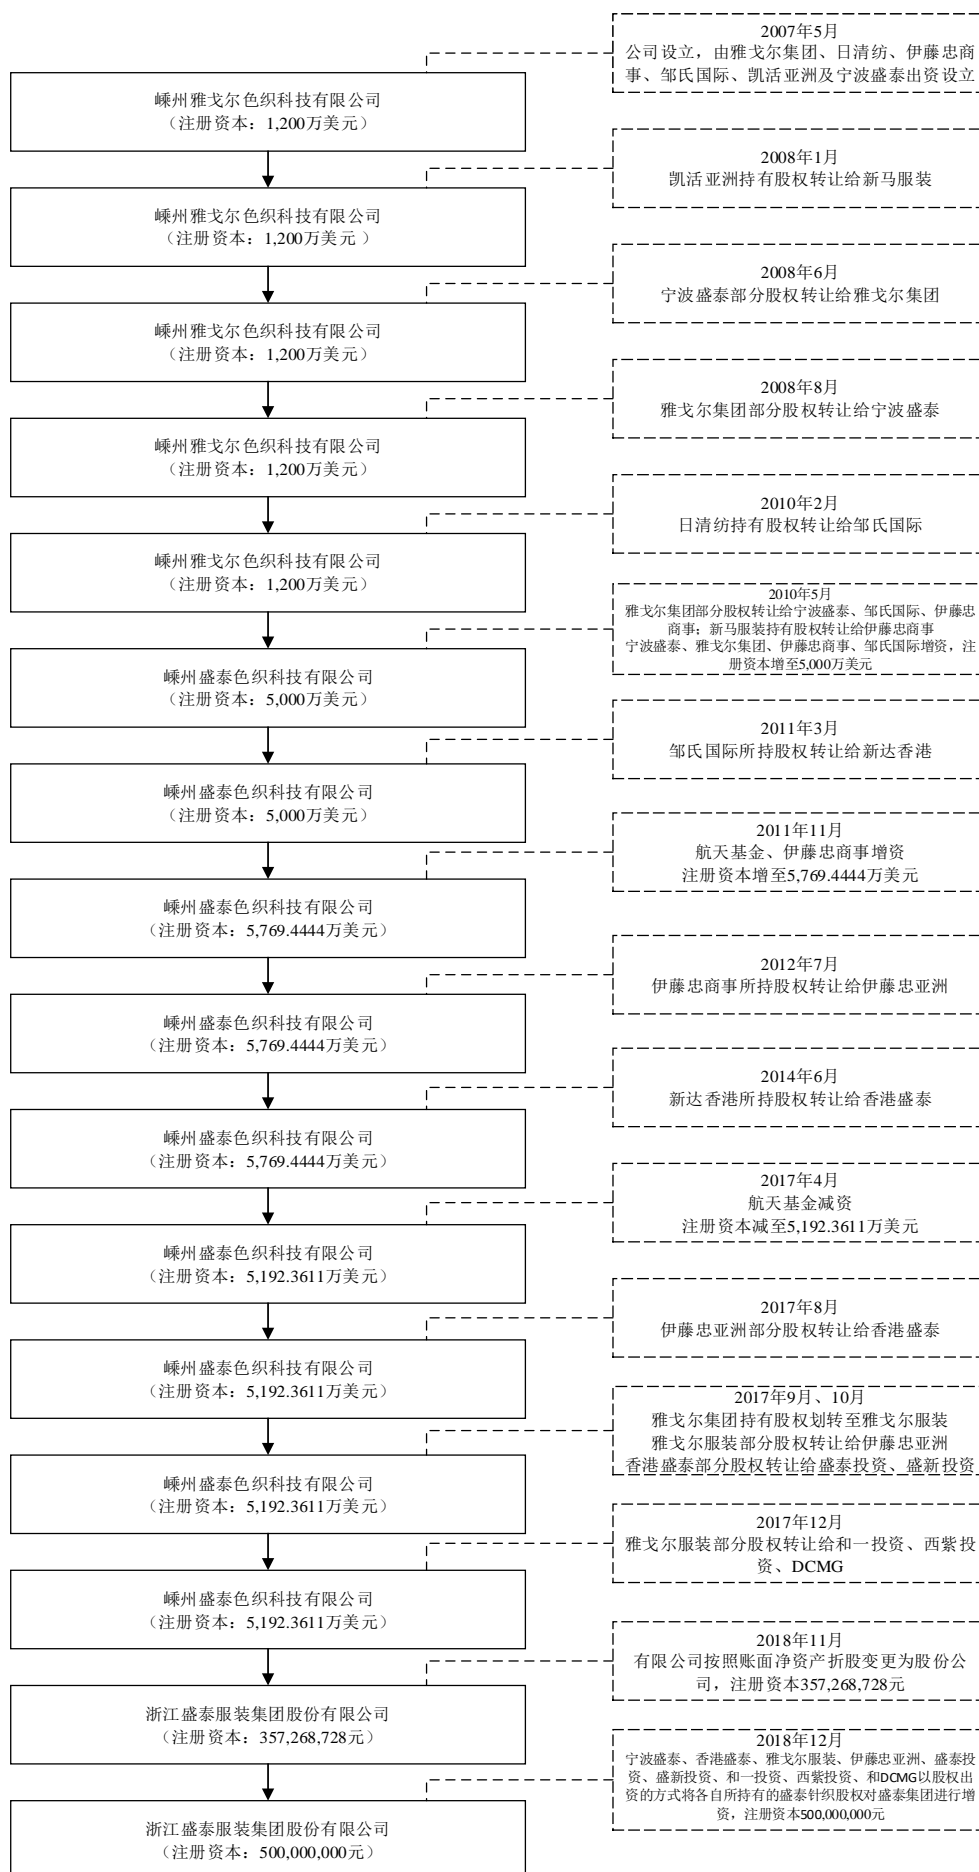 2007年5月
公司设立，由雅戈尔集团、日清纺、伊藤忠商
事、邹氏国际、凯活亚洲及宁波盛泰出资设立
嵊州雅戈尔色织科技有限公司
（注册资本：1,200万美元）
2008年1月
凯活亚洲持有股权转让给新马服装
嵊州雅戈尔色织科技有限公司
（注册资本：1,200万美元 ）
2008年6月
宁波盛泰部分股权转让给雅戈尔集团
嵊州雅戈尔色织科技有限公司
（注册资本：1,200万美元）
2008年8月
雅戈尔集团部分股权转让给宁波盛泰
嵊州雅戈尔色织科技有限公司
（注册资本：1,200万美元）
2010年2月
日清纺持有股权转让给邹氏国际
嵊州雅戈尔色织科技有限公司
（注册资本：1,200万美元）
2010年5月
雅戈尔集团部分股权转让给宁波盛泰、邹氏国际、伊藤忠
商事；新马服装持有股权转让给伊藤忠商事
宁波盛泰、雅戈尔集团、伊藤忠商事、邹氏国际增资，注
册资本增至5,000万美元
嵊州盛泰色织科技有限公司
（注册资本：5,000万美元）
2011年3月
邹氏国际所持股权转让给新达香港
嵊州盛泰色织科技有限公司
（注册资本：5,000万美元）
2011年11月
航天基金、伊藤忠商事增资
注册资本增至5,769.4444万美元
嵊州盛泰色织科技有限公司
（注册资本：5,769.4444万美元）
2012年7月
伊藤忠商事所持股权转让给伊藤忠亚洲
嵊州盛泰色织科技有限公司
（注册资本：5,769.4444万美元）
2014年6月
新达香港所持股权转让给香港盛泰
嵊州盛泰色织科技有限公司
（注册资本：5,769.4444万美元）
2017年4月
航天基金减资
注册资本减至5,192.3611万美元
嵊州盛泰色织科技有限公司
（注册资本：5,192.3611万美元）
2017年8月
伊藤忠亚洲部分股权转让给香港盛泰
嵊州盛泰色织科技有限公司
（注册资本：5,192.3611万美元）
2017年9月、10月
雅戈尔集团持有股权划转至雅戈尔服装
雅戈尔服装部分股权转让给伊藤忠亚洲
香港盛泰部分股权转让给盛泰投资、盛新投资
嵊州盛泰色织科技有限公司
（注册资本：5,192.3611万美元）
2017年12月
雅戈尔服装部分股权转让给和一投资、西紫投
资、DCMG
嵊州盛泰色织科技有限公司
（注册资本：5,192.3611万美元）
2018年11月
有限公司按照账面净资产折股变更为股份公
司，注册资本357,268,728元
浙江盛泰服装集团股份有限公司
（注册资本：357,268,728元）
2018年12月
宁波盛泰、香港盛泰、雅戈尔服装、伊藤忠亚洲、盛泰投
资、盛新投资、和一投资、西紫投资、和DCMG以股权出
资的方式将各自所持有的盛泰针织股权对盛泰集团进行增
资，注册资本500,000,000元
浙江盛泰服装集团股份有限公司
（注册资本：500,000,000元）